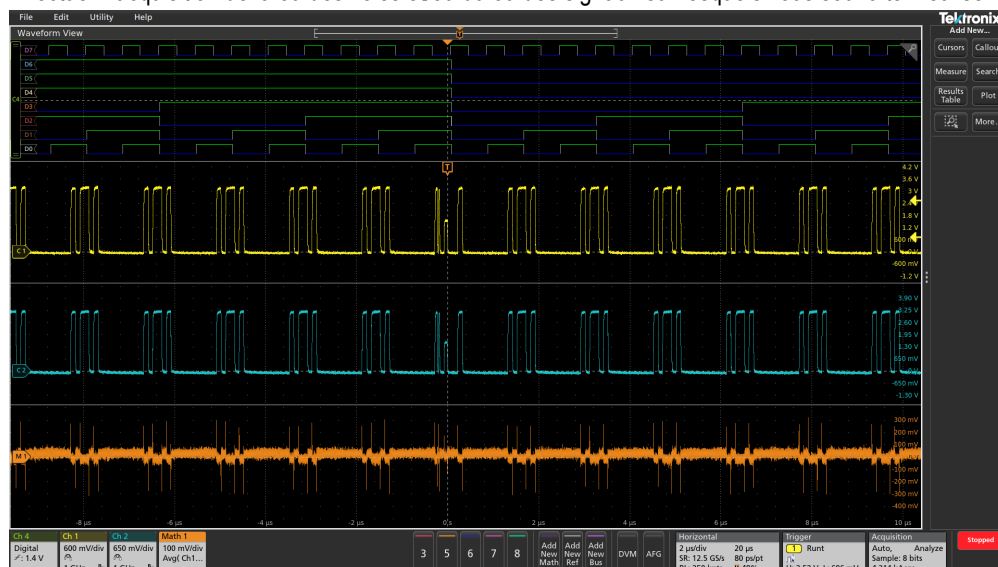 File Edit Utility Help
Tektronix
Waveform View
Add New...
Cursors Callou
Measure Search
Results Table Plot
More...
D7
D6
D5
D4
C4
D3
D2
D1
D0
T
4.2 V
3.6 V
3 V
2.4 V
1.8 V
1.2 V
C1
-600 mV
-1.2 V
3.90 V
3.25 V
2.60 V
1.95 V
1.30 V
650 mV
C2
-650 mV
-1.30 V
300 mV
200 mV
100 mV
M1
-100 mV
-200 mV
-300 mV
-400 mV
-8 µs -6 µs -4 µs -2 µs 0 s 2 µs 4 µs 6 µs 8 µs 10 µs
Ch 4 Ch 1 Ch 2 Math 1
Digital 600 mV/div 650 mV/div 100 mV/div
: 1.4 V Avg( Ch1...
1 GHz 1 GHz
3 5 6 7 8
Add New Math Add New Ref Add New Bus DVM AFG
Horizontal Trigger Acquisition
2 µs/div 20 µs 1 Runt Auto, Analyze
SR: 12.5 GS/s 80 ps/pt Sample: 8 bits
Stopped